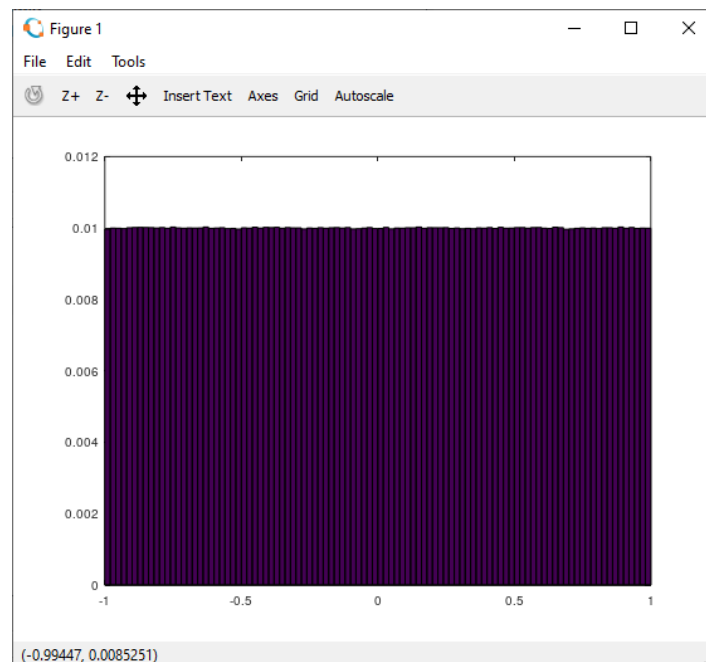 Figure 1
File Edit Tools
Z+ Z- Insert Text Axes Grid Autoscale
0.012
0.01
0.008
0.006
0.004
0.002
0
-1 -0.5 0 0.5 1
(-0.99447, 0.0085251)